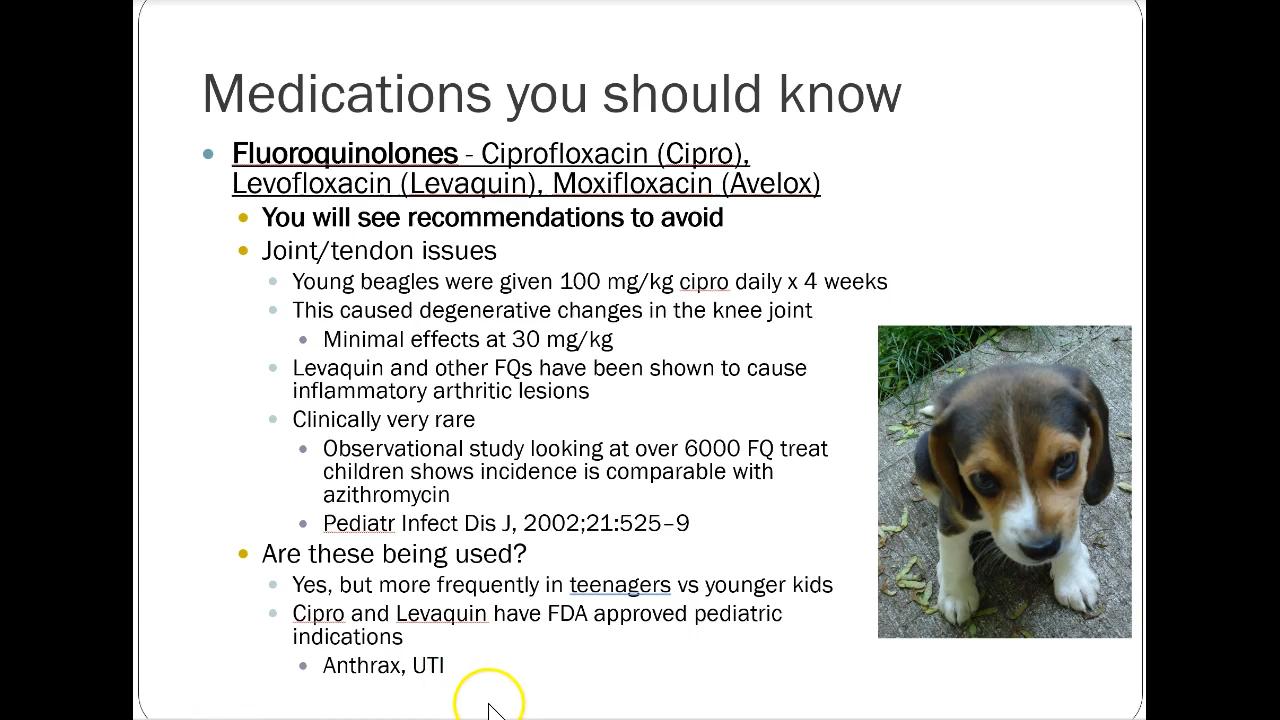 Medications you should know
Fluoroquinolones - Ciprofloxacin (Cipro),
Levofloxacin (Levaquin), Moxifloxacin (Avelox)
You will see recommendations to avoid
Joint/tendon issues
Young beagles were given 100 mg/kg cipro daily x 4 weeks
This caused degenerative changes in the knee joint
Minimal effects at 30 mg/kg
Levaquin and other FQs have been shown to cause
inflammatory arthritic lesions
Clinically very rare
Observational study looking at over 6000 FQ treat
children shows incidence is comparable with
azithromycin
Pediatr Infect Dis J, 2002;21:525–9
Are these being used?
Yes, but more frequently in teenagers vs younger kids
Cipro and Levaquin have FDA approved pediatric
indications
Anthrax, UTI